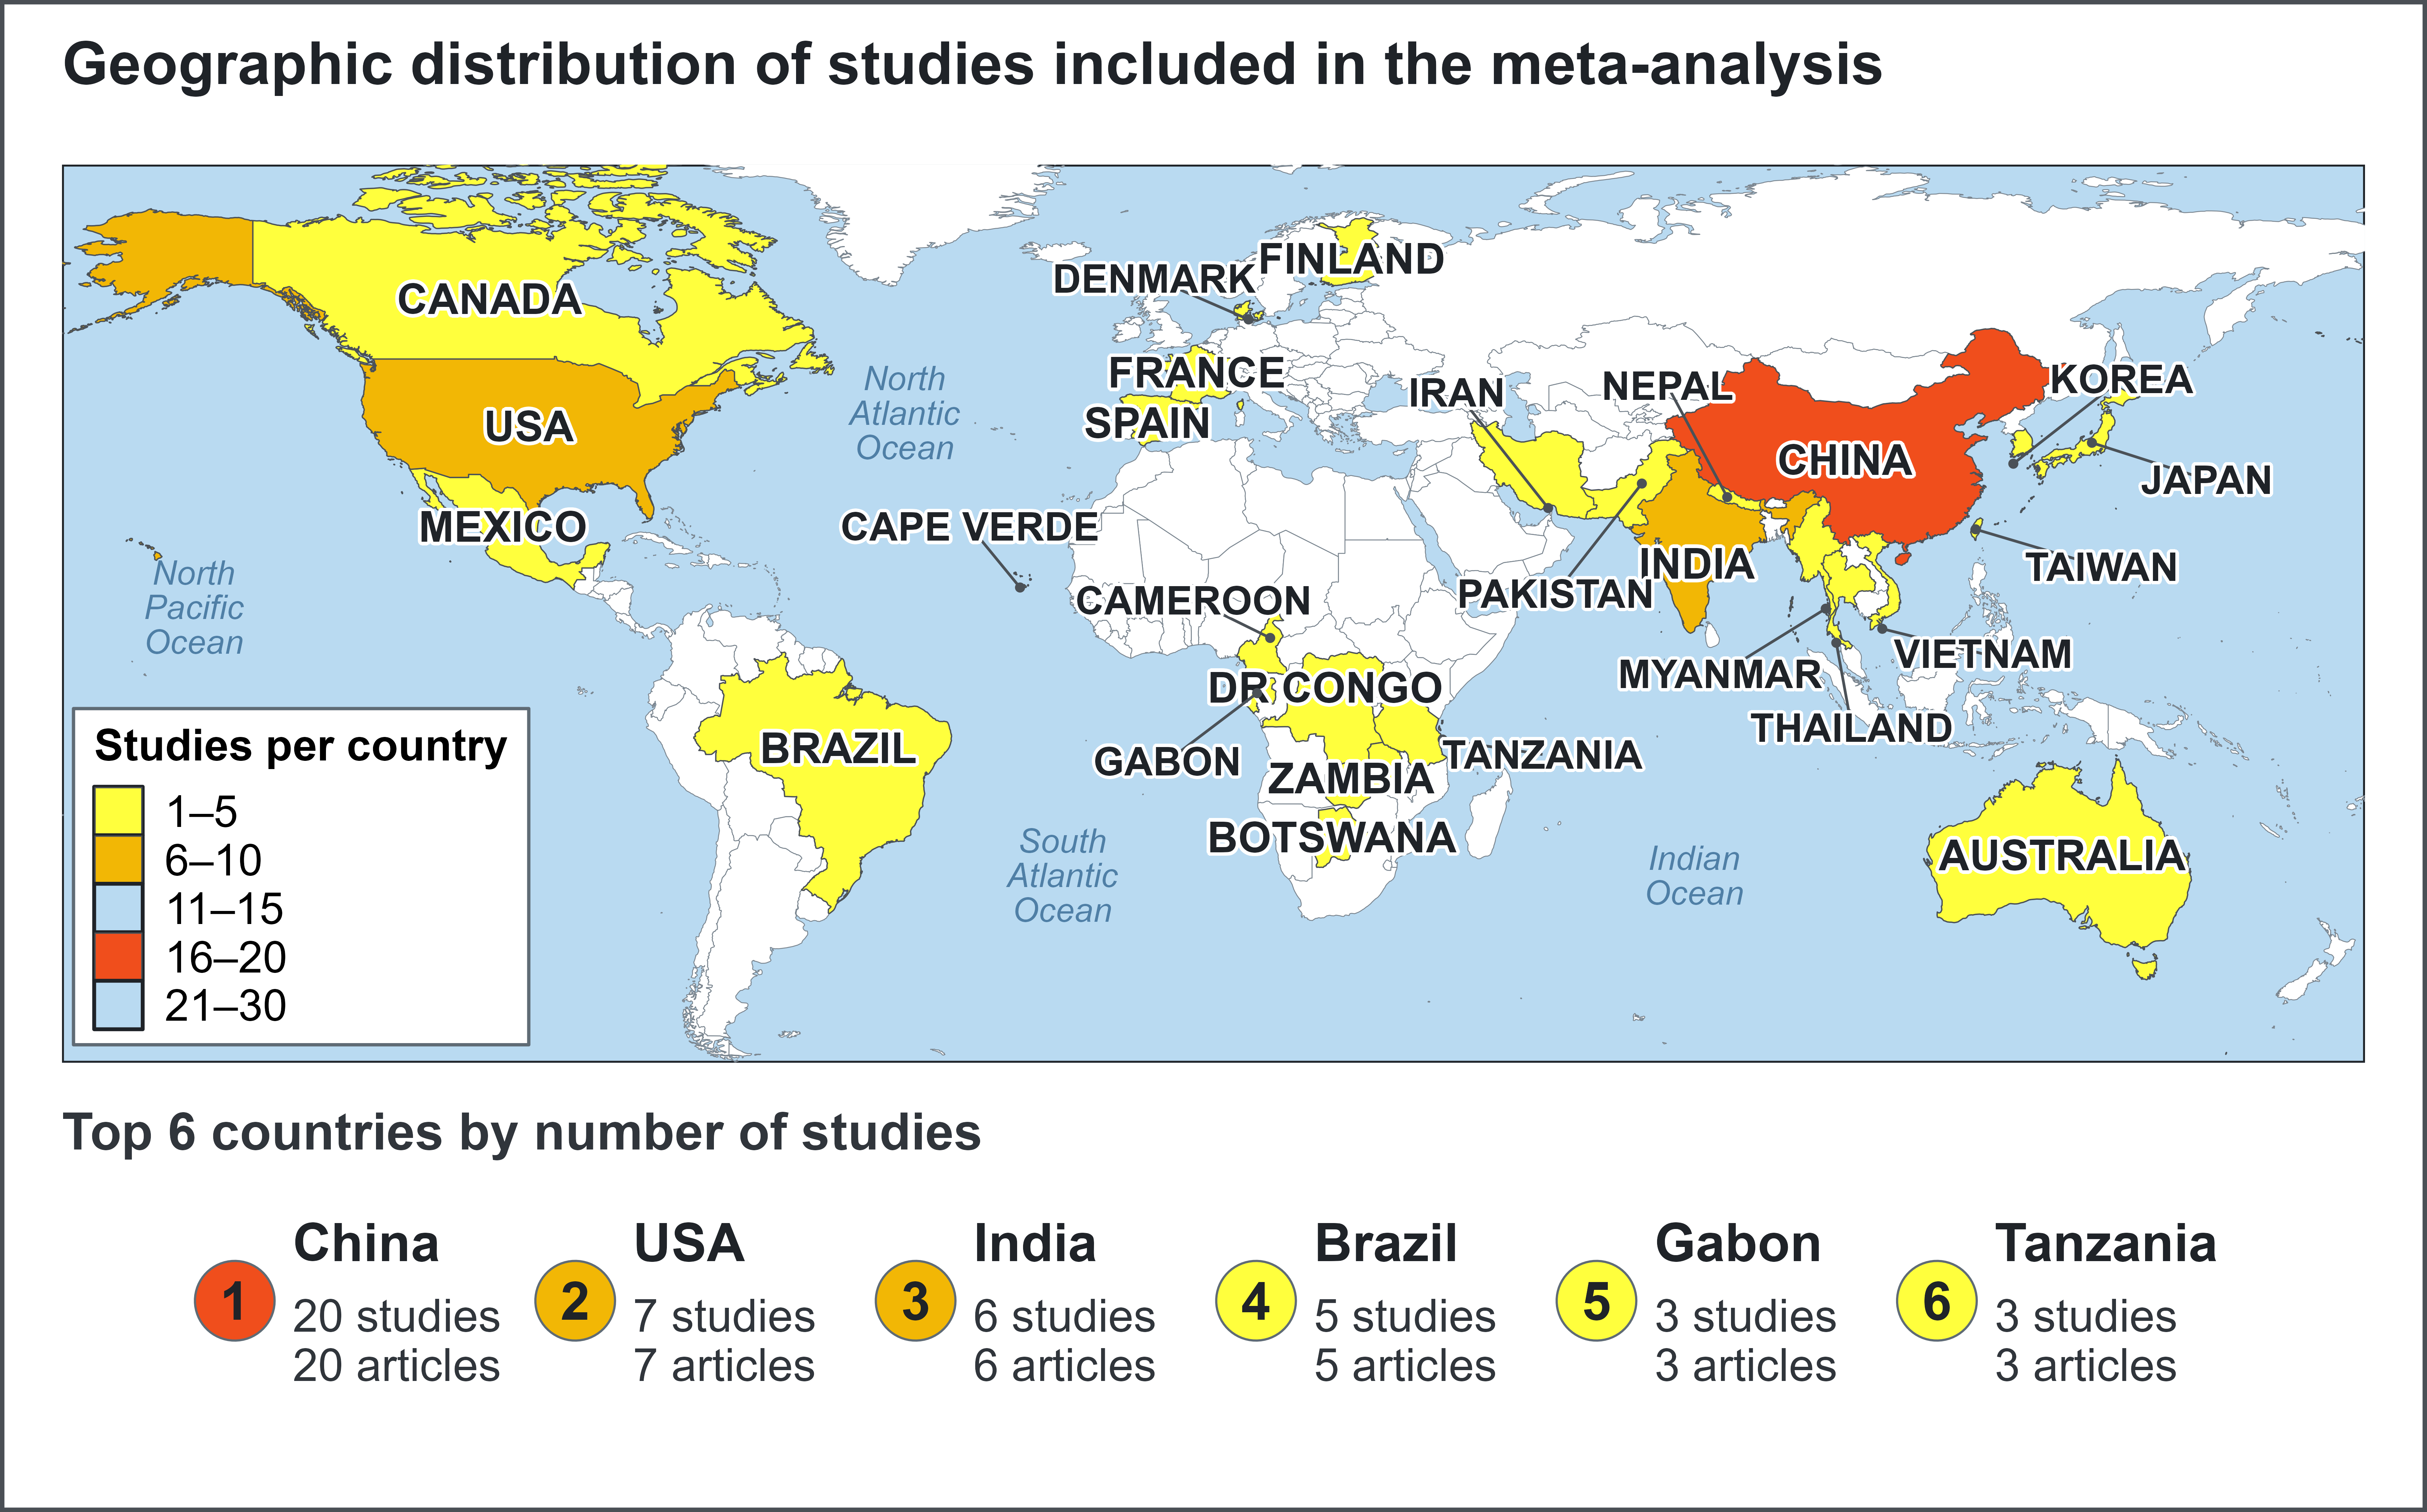 Geographic distribution of studies included in the meta-analysis
FINLAND
DENMARK
CANADA
FRANCE
NEPAL
KOREA
IRAN
North
Atlantic
Ocean
SPAIN
USA
CHINA
JAPAN
MEXICO
CAPE VERDE
INDIA
TAIWAN
North
Pacific
Ocean
CAMEROON
PAKISTAN
VIETNAM
MYANMAR
DR CONGO
THAILAND
BRAZIL
GABON
TANZANIA
ZAMBIA
BOTSWANA
South
Atlantic
Ocean
Indian
Ocean
AUSTRALIA
Studies per country
1–5
6–10
11–15
16–20
21–30
Top 6 countries by number of studies
1
China
20 studies
20 articles
2
USA
7 studies
7 articles
3
India
6 studies
6 articles
4
Brazil
5 studies
5 articles
5
Gabon
3 studies
3 articles
6
Tanzania
3 studies
3 articles